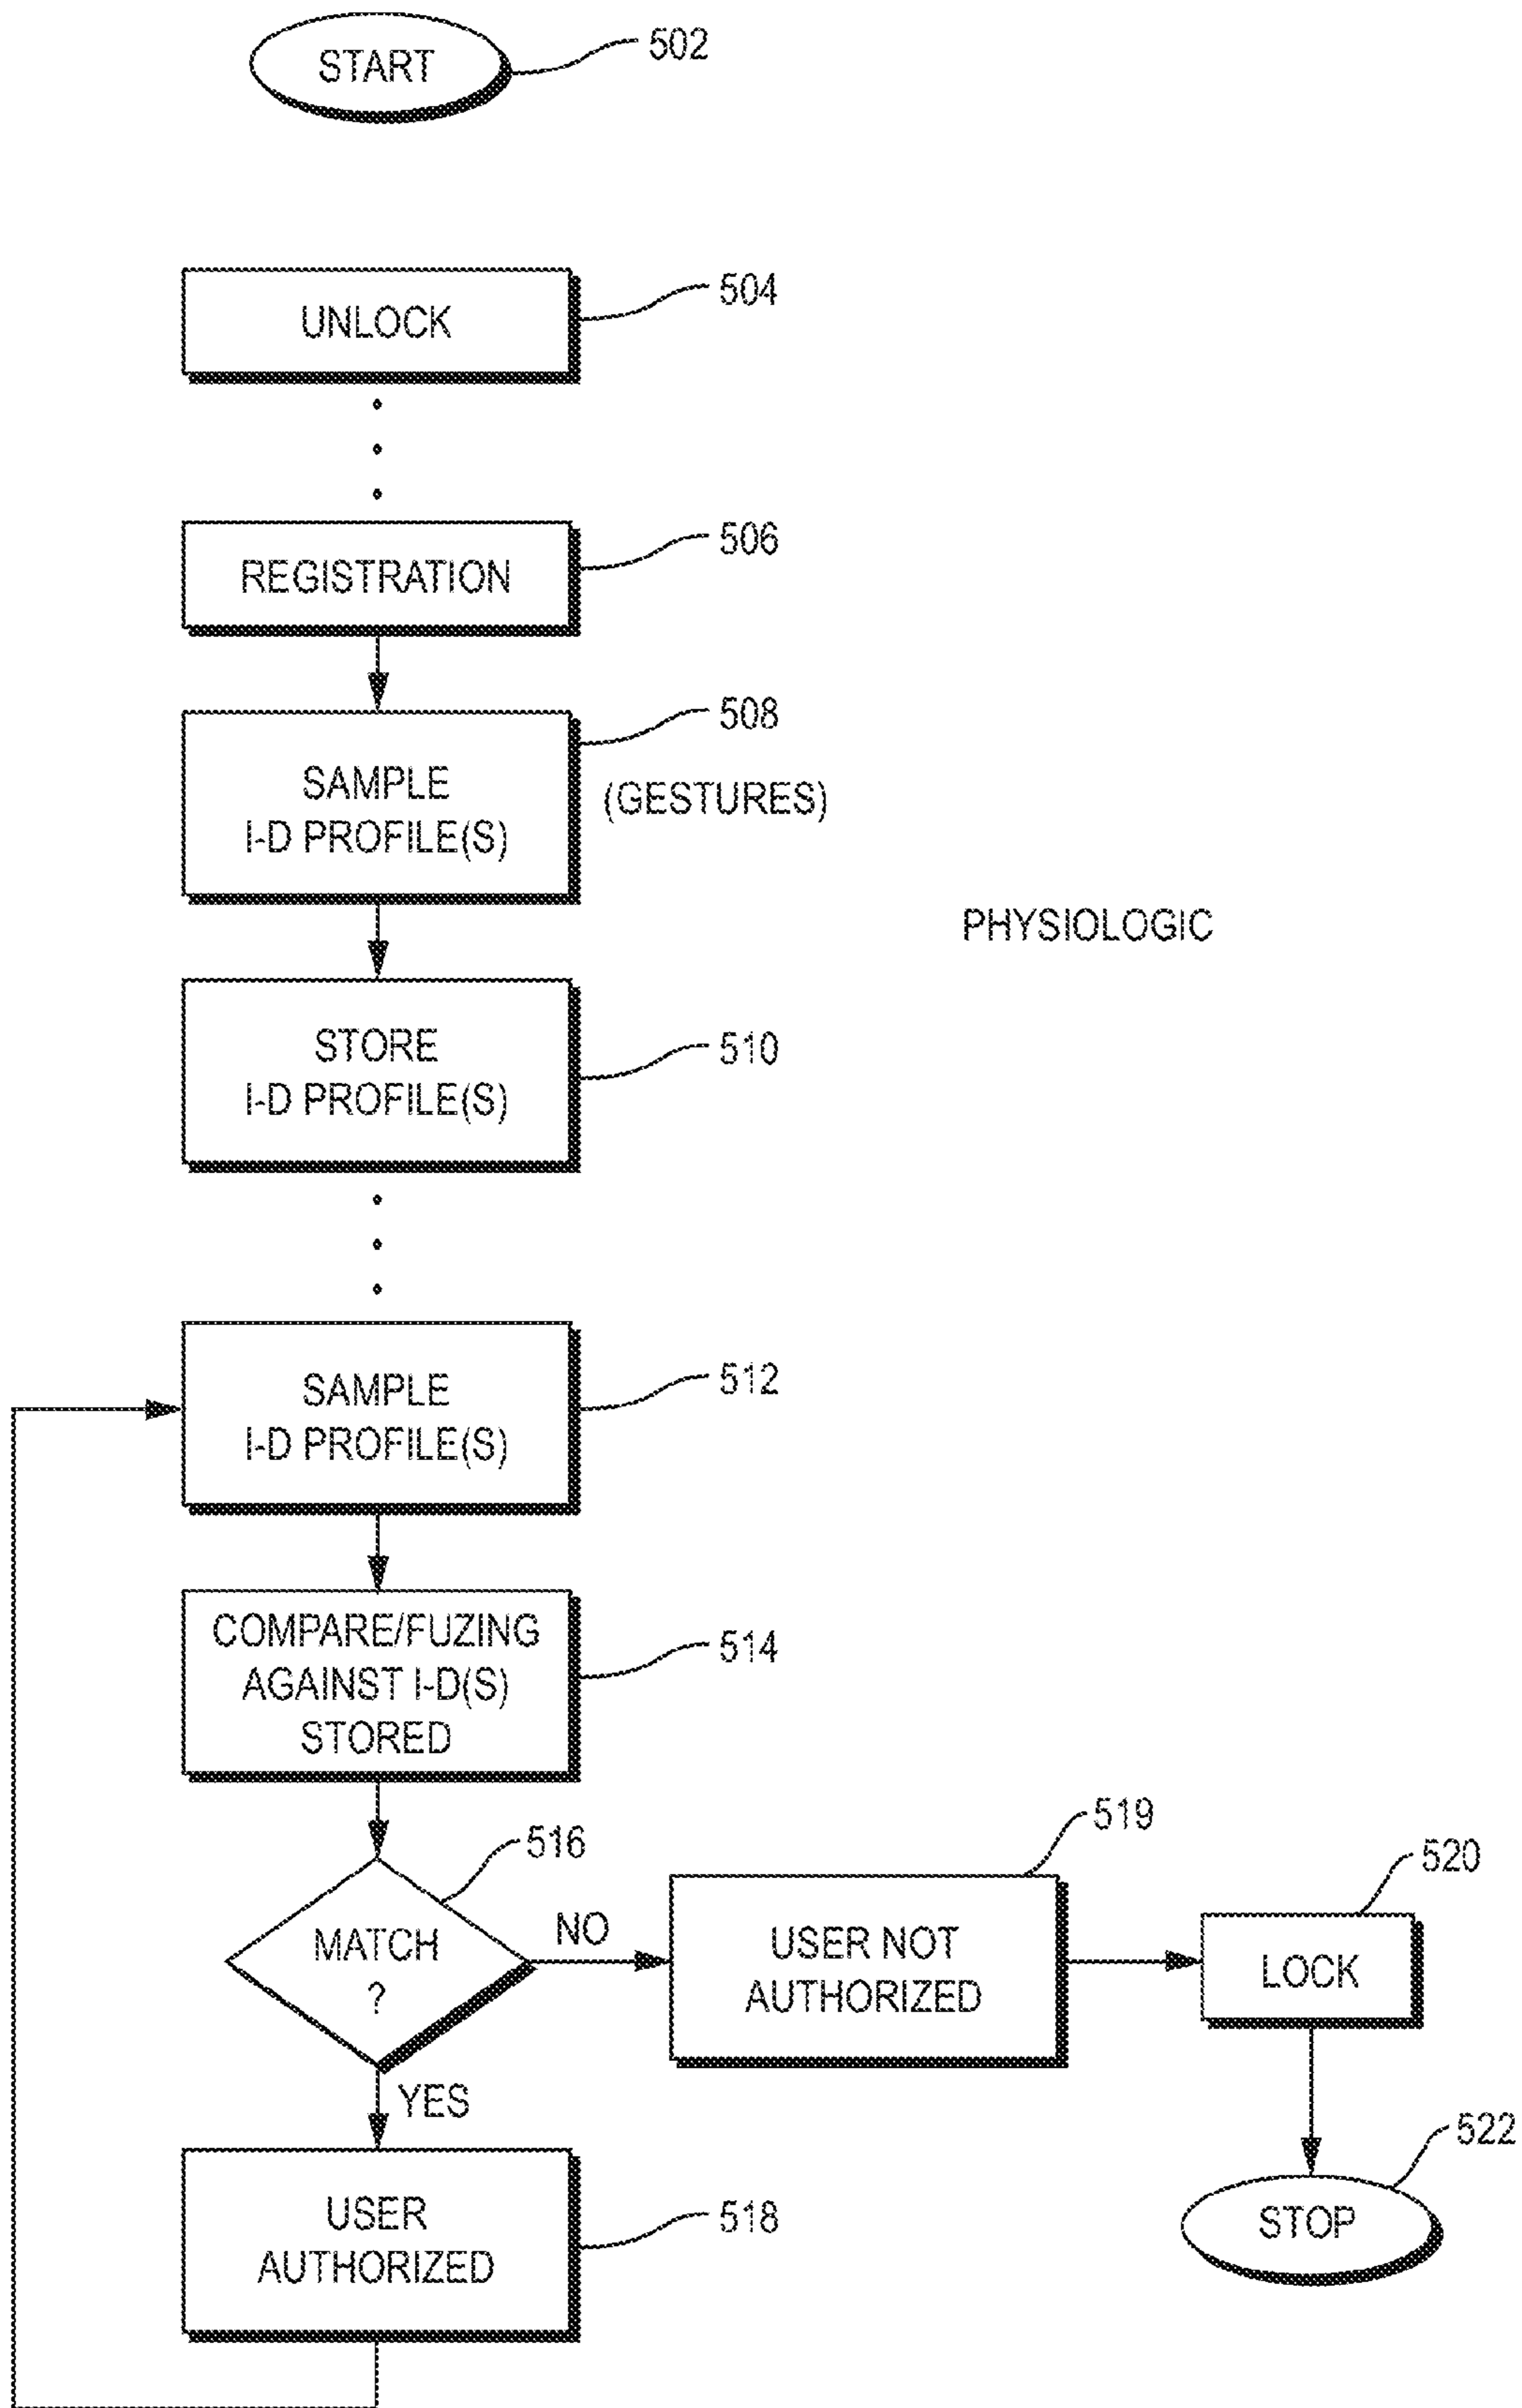 START
502
UNLOCK
504
REGISTRATION
506
SAMPLE
I-D PROFILE(S)
508
(GESTURES)
PHYSIOLOGIC
STORE
I-D PROFILE(S)
510
SAMPLE
I-D PROFILE(S)
512
COMPARE/FUZING
AGAINST I-D(S)
STORED
514
MATCH
?
516
NO
USER NOT
AUTHORIZED
519
LOCK
520
YES
USER
AUTHORIZED
518
STOP
522